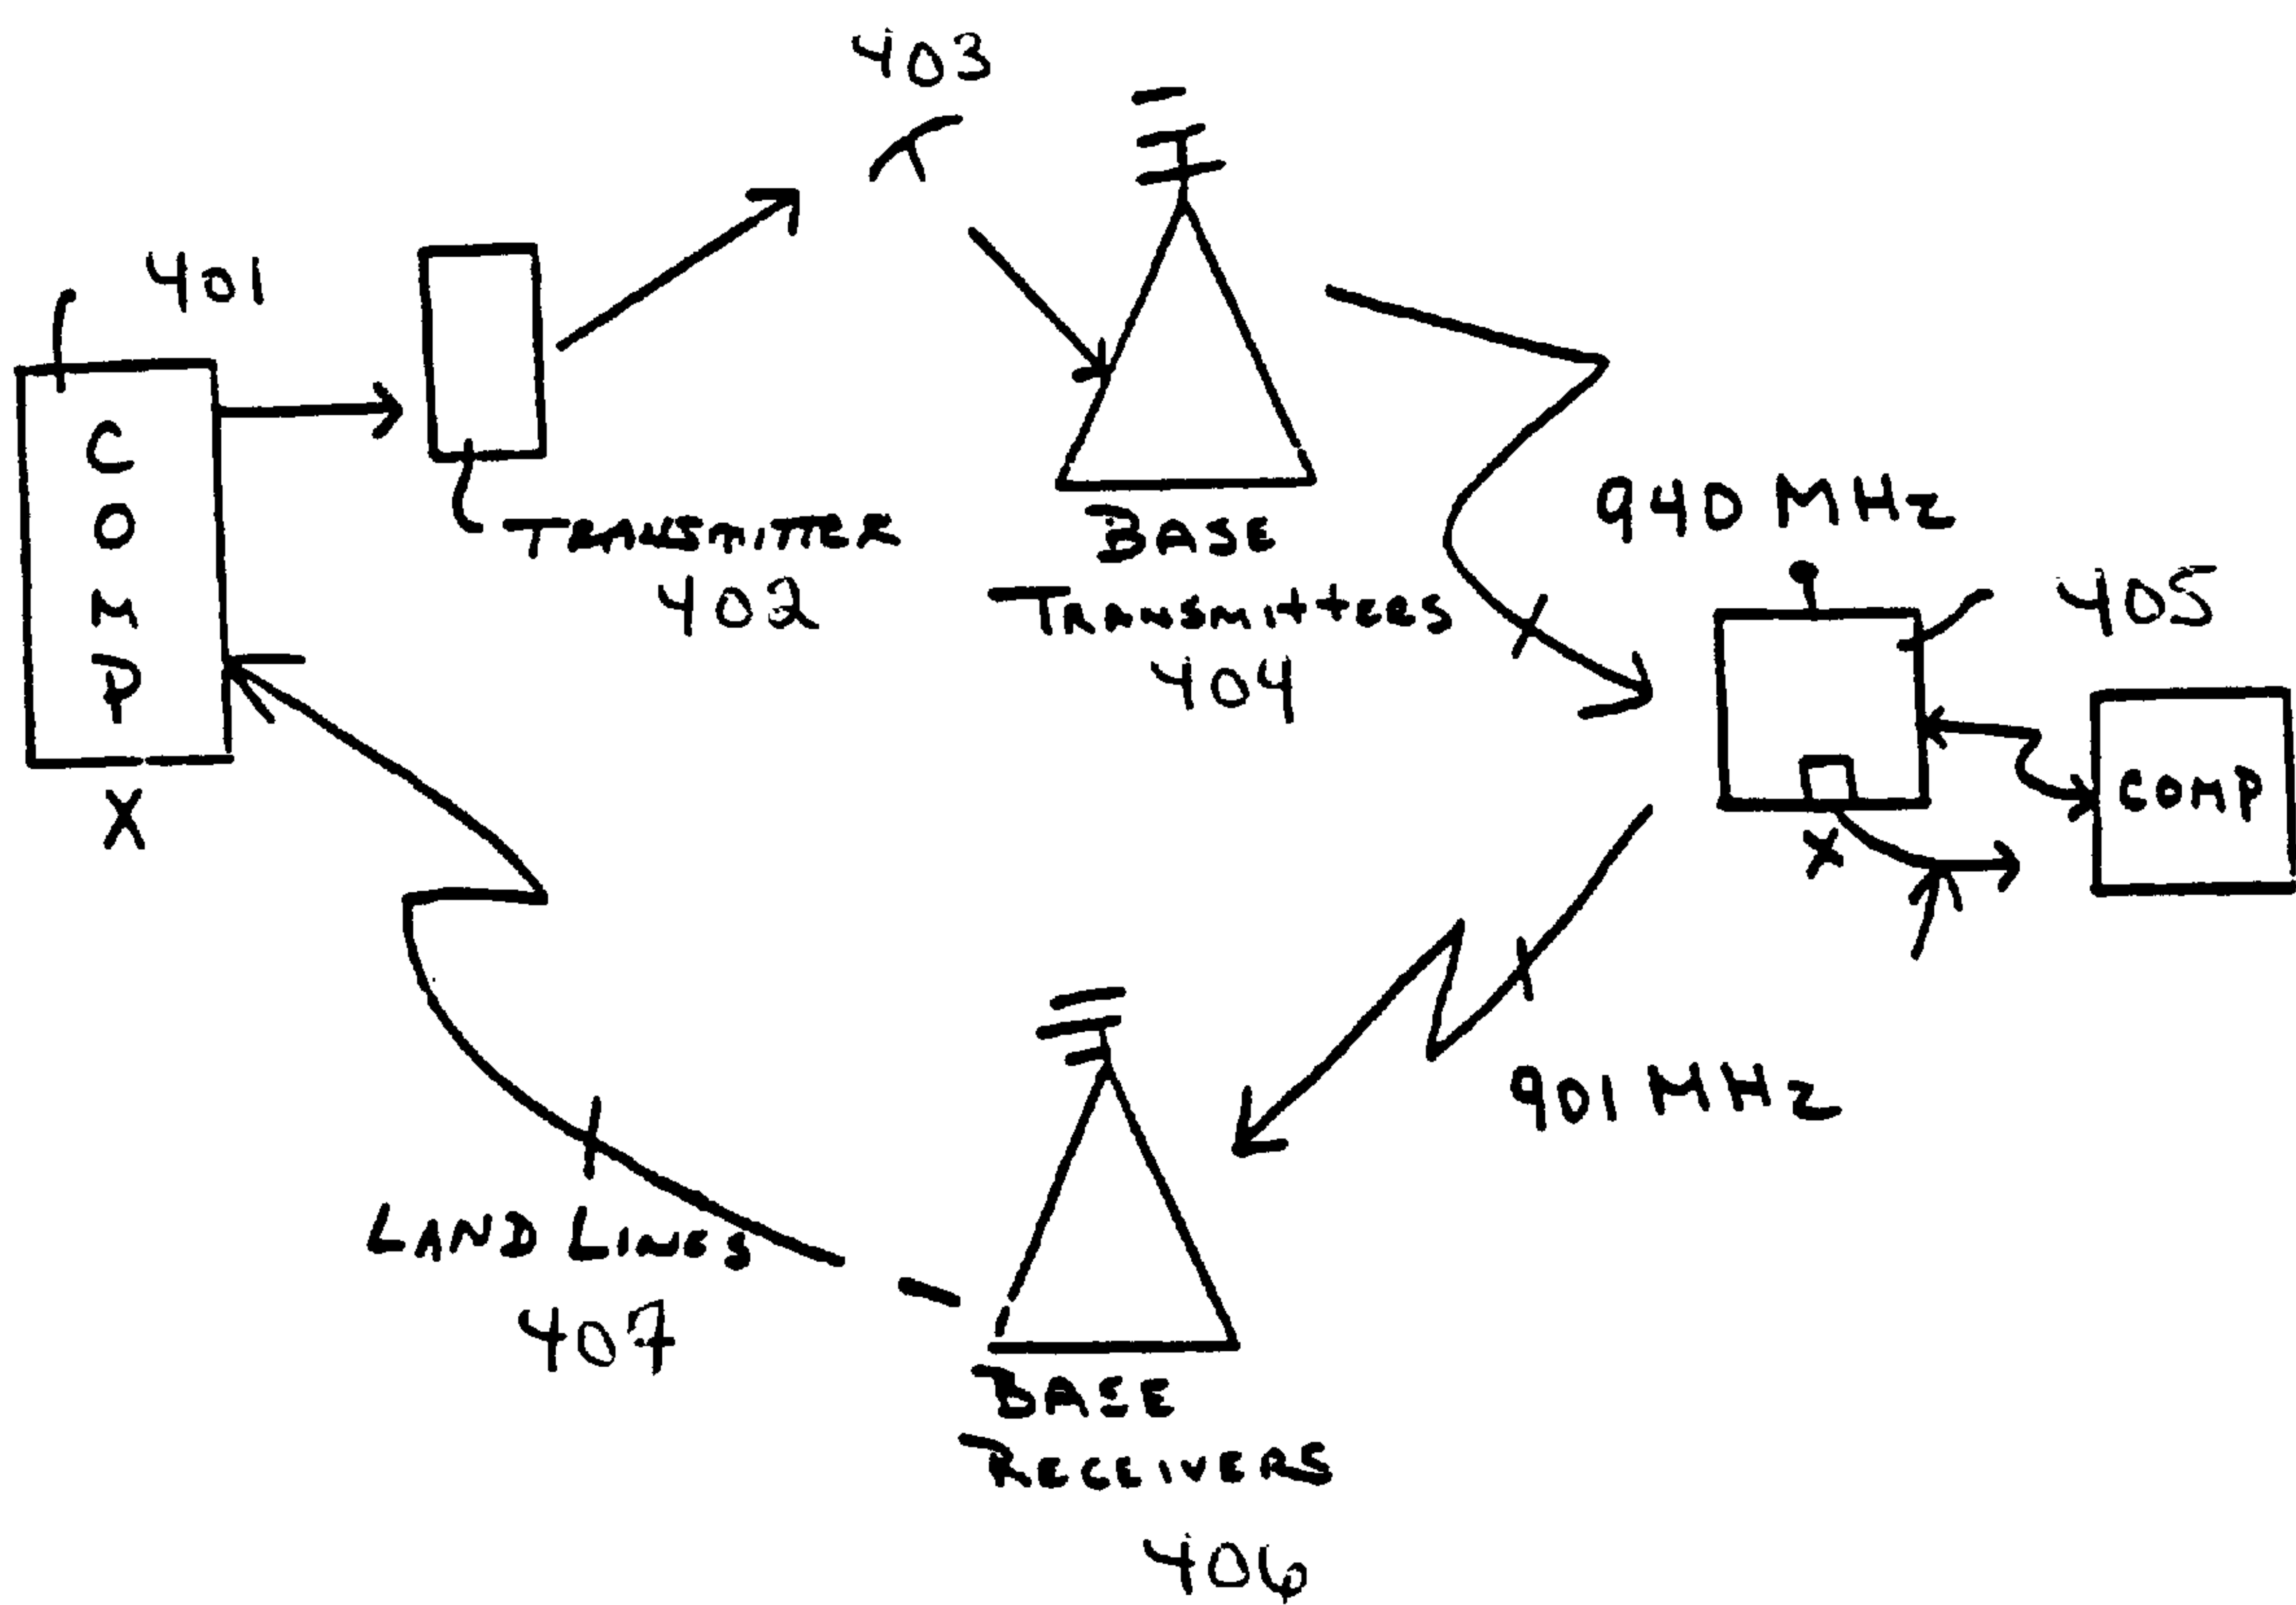 403
401
COMP
X
TRANSMITTER
402
BASE
TRANSMITTERS
404
940 MHz
405
COMP
X
901 MHz
LAND LINES
407
BASE
RECEIVERS
406